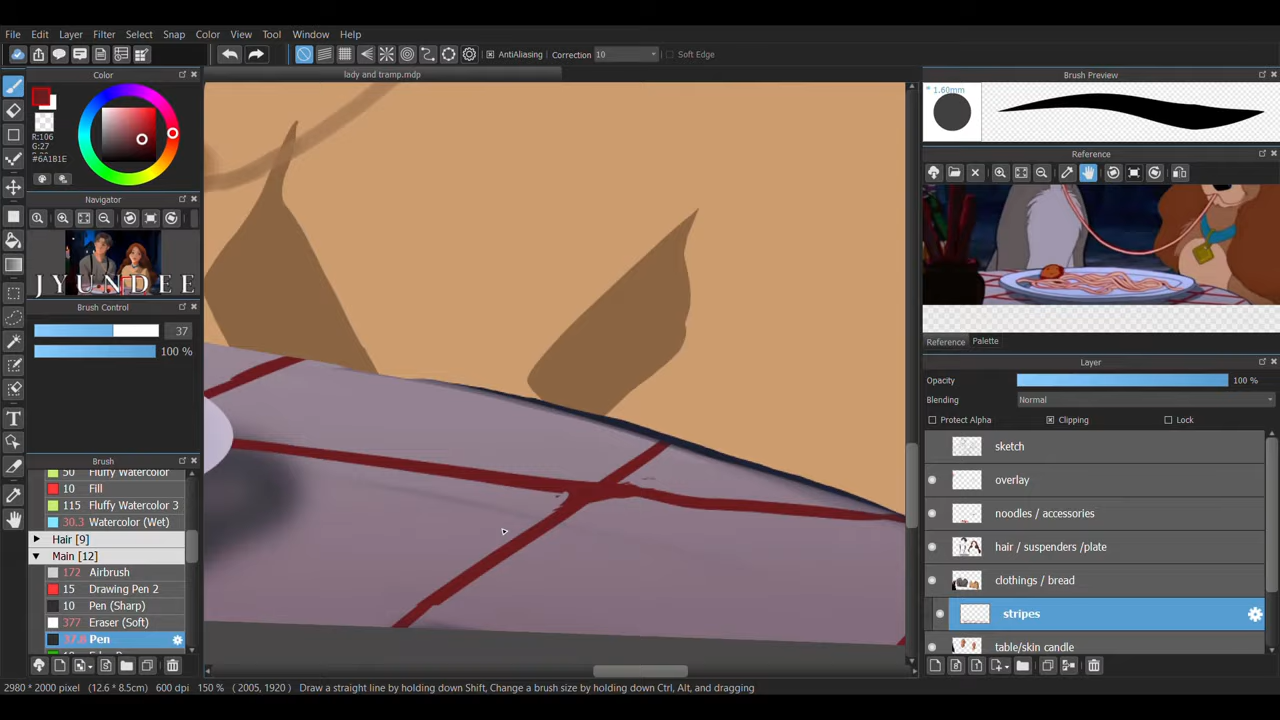 File Edit Layer Filter Select Snap Color View Tool Window Help
AntiAliasing Correction 10 Soft Edge
Color
lady and tramp.mdp
Brush Preview
* 1.60mm
R:106
G:27
#6A1B1E
Reference
Navigator
JYUNDEE
Brush Control
37
100 %
Reference Palette
Layer
Opacity 100 %
Blending Normal
Protect Alpha Clipping Lock
sketch
overlay
noodles / accessories
hair / suspenders /plate
clothings / bread
stripes
table/skin candle
Brush
50 Fluffy Watercolor
10 Fill
115 Fluffy Watercolor 3
30.3 Watercolor (Wet)
Hair [9]
Main [12]
172 Airbrush
15 Drawing Pen 2
10 Pen (Sharp)
377 Eraser (Soft)
37.0 Pen
2980 * 2000 pixel (12.6 * 8.5cm) 600 dpi 150 % ( 2005, 1920 ) Draw a straight line by holding down Shift, Change a brush size by holding down Ctrl, Alt, and dragging